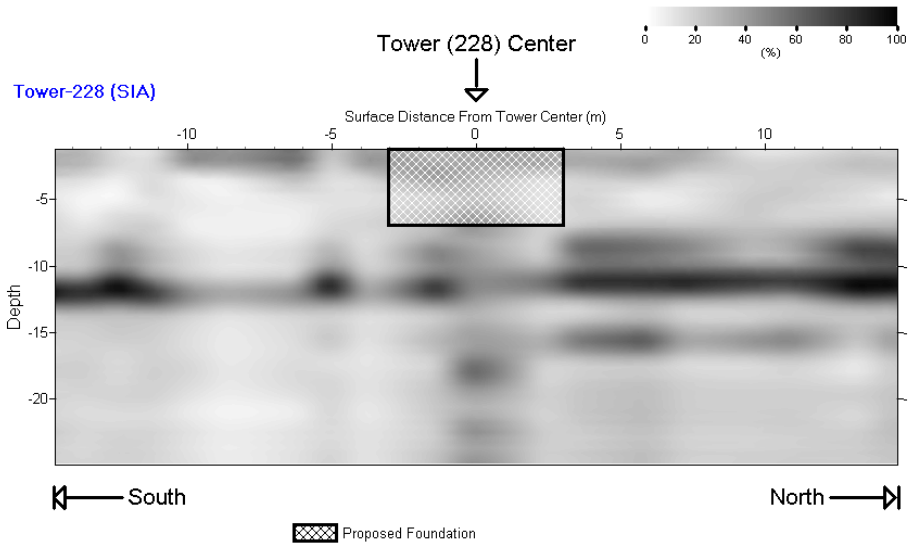 0 20 40 60 80 100
(%)
Tower (228) Center
Tower-228 (SIA)
Surface Distance From Tower Center (m)
-10 -5 0 5 10
-5
-10
-15
-20
Depth
South
North
Proposed Foundation